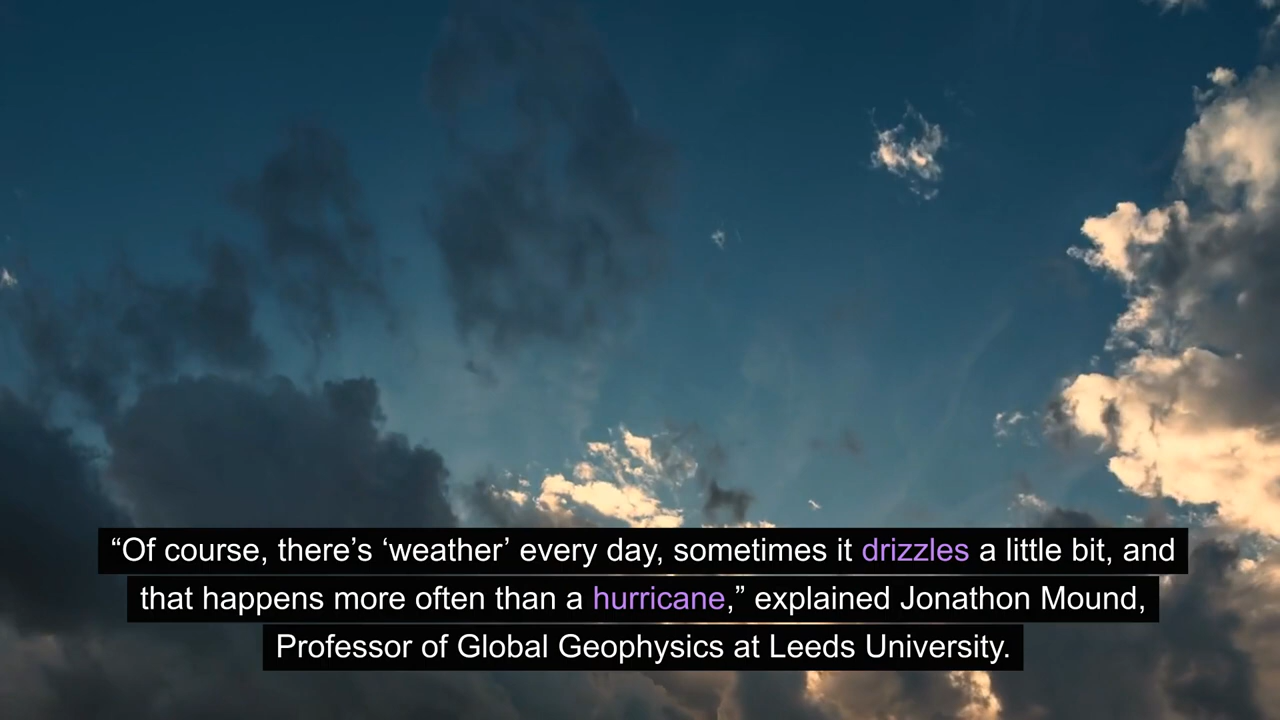 “Of course, there’s ‘weather’ every day, sometimes it drizzles a little bit, and
that happens more often than a hurricane,” explained Jonathon Mound,
Professor of Global Geophysics at Leeds University.